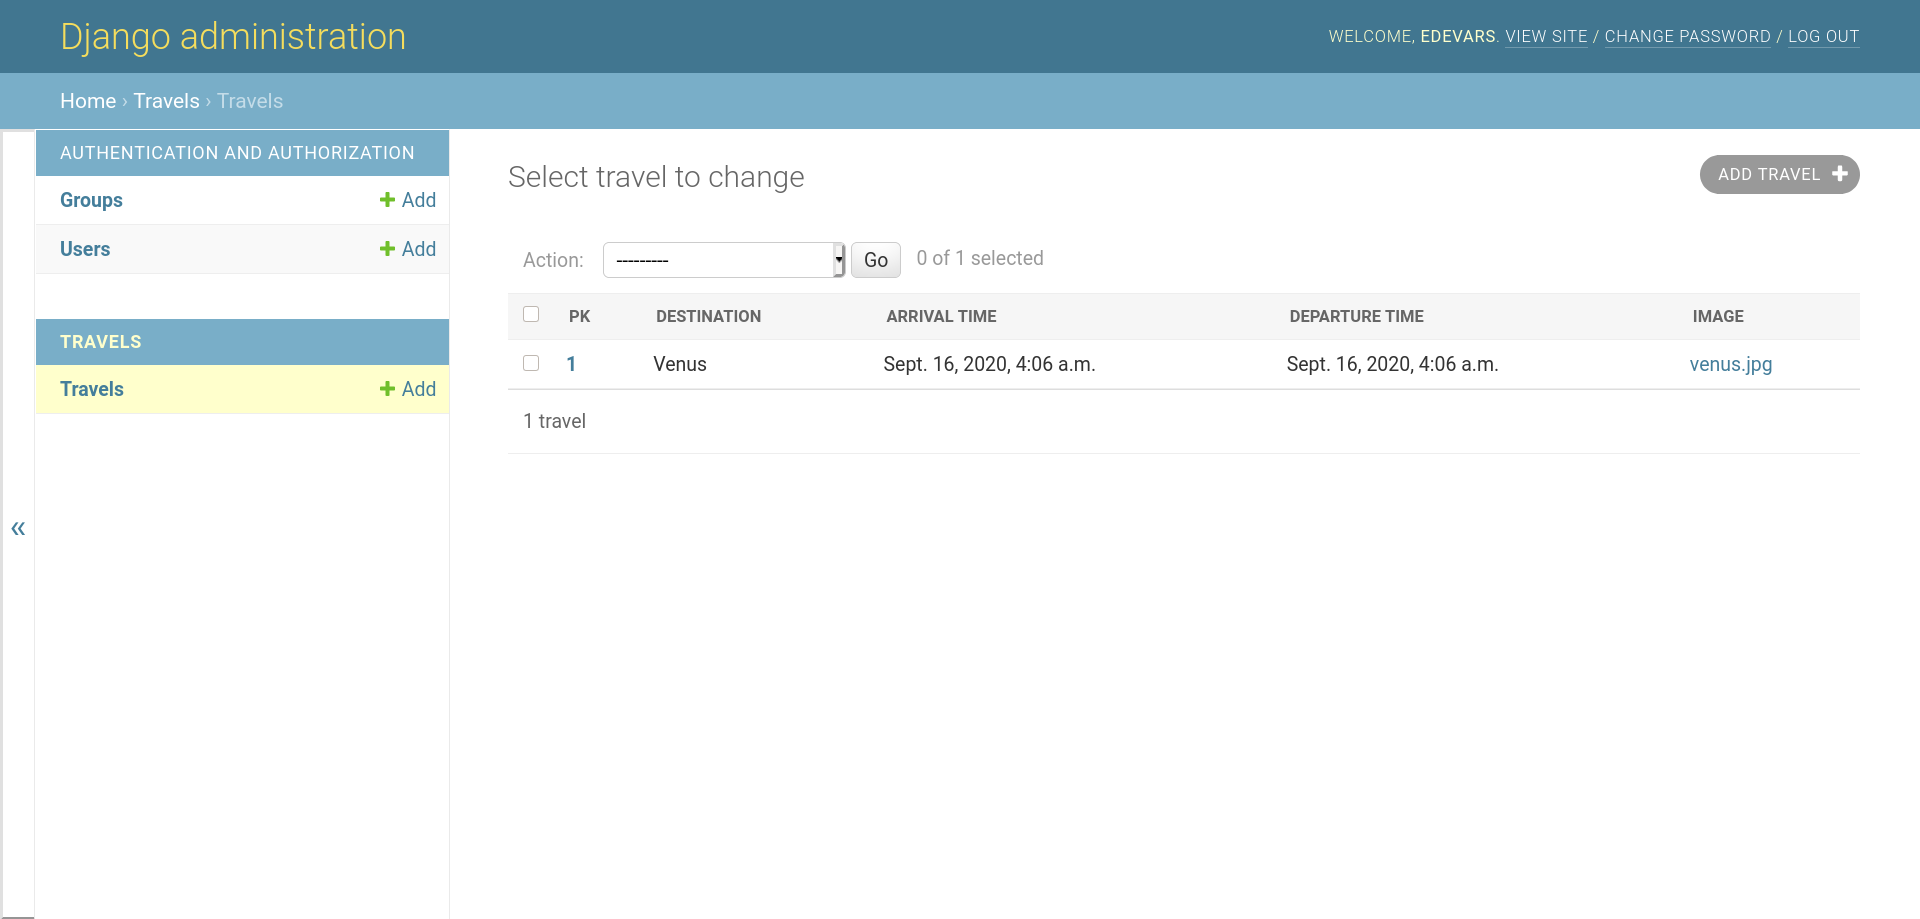 Django administration
WELCOME, EDEVARS. VIEW SITE / CHANGE PASSWORD / LOG OUT
Home › Travels › Travels
AUTHENTICATION AND AUTHORIZATION
Groups Add
Users Add
TRAVELS
Travels Add
«
Select travel to change
ADD TRAVEL
Action: --------- Go 0 of 1 selected
PK DESTINATION ARRIVAL TIME DEPARTURE TIME IMAGE
1 Venus Sept. 16, 2020, 4:06 a.m. Sept. 16, 2020, 4:06 a.m. venus.jpg
1 travel